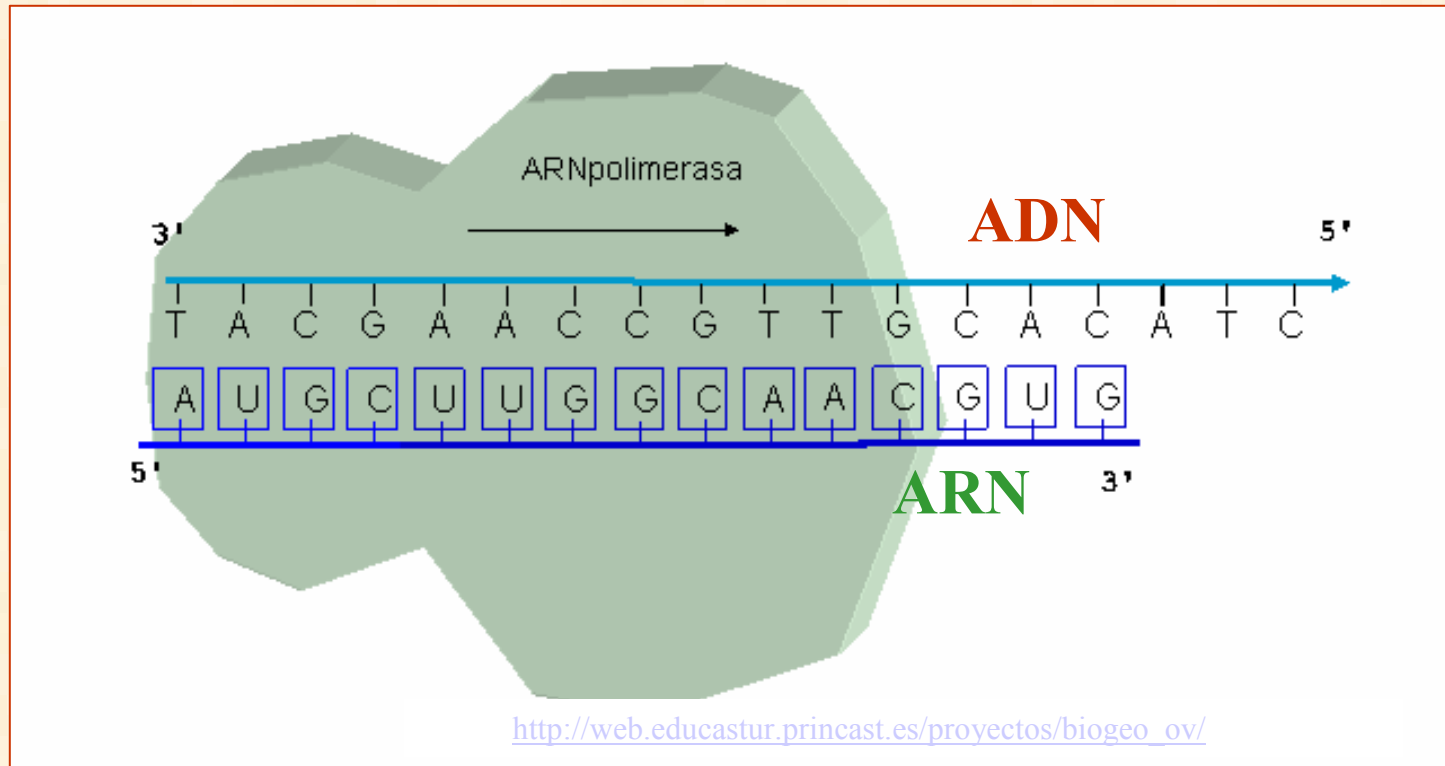 ARNpolimerasa
ADN
3' 5'
T A C G A A C C G T T G C A C A T C
A U G C U U G G C A A C G U G
5' 3'
ARN
http://web.educastur.princast.es/proyectos/biogeo_ov/